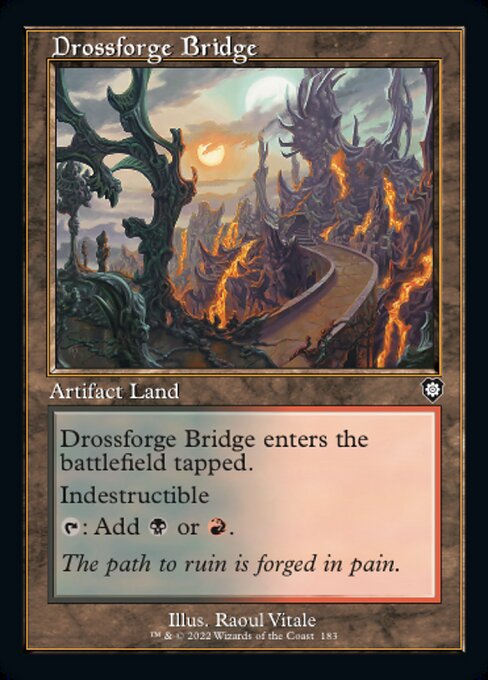 Drossforge Bridge
Artifact Land
Drossforge Bridge enters the
battlefield tapped.
Indestructible
: Add or .
The path to ruin is forged in pain.
Illus. Raoul Vitale
™ & © 2022 Wizards of the Coast 183